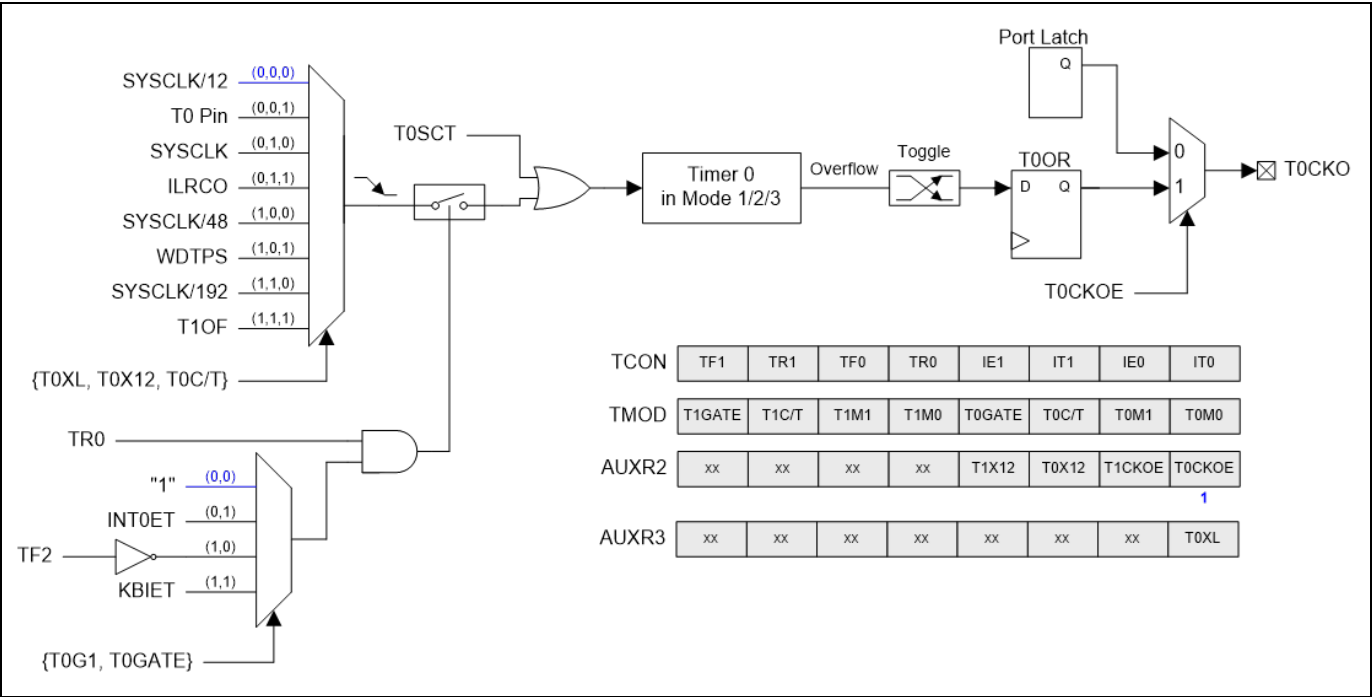 Port Latch
Q
SYSCLK/12 (0,0,0)
T0 Pin (0,0,1)
SYSCLK (0,1,0)
ILRCO (0,1,1)
SYSCLK/48 (1,0,0)
WDTPS (1,0,1)
SYSCLK/192 (1,1,0)
T1OF (1,1,1)
{T0XL, T0X12, T0C/T}
T0SCT
Timer 0
in Mode 1/2/3
Overflow
Toggle
T0OR
D Q
0
1
T0CKO
T0CKOE
TR0
"1" (0,0)
INT0ET (0,1)
TF2 (1,0)
KBIET (1,1)
{T0G1, T0GATE}
TCON TF1 TR1 TF0 TR0 IE1 IT1 IE0 IT0
TMOD T1GATE T1C/T T1M1 T1M0 T0GATE T0C/T T0M1 T0M0
AUXR2 xx xx xx xx T1X12 T0X12 T1CKOE T0CKOE
1
AUXR3 xx xx xx xx xx xx xx T0XL